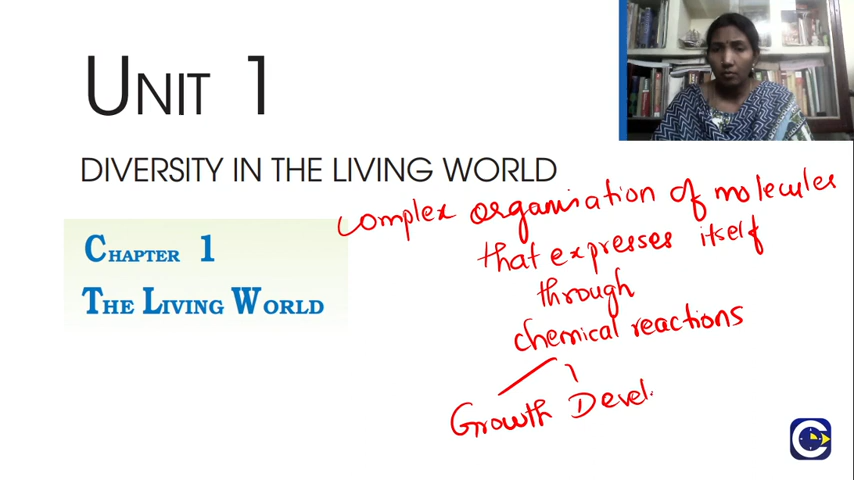 UNIT 1
DIVERSITY IN THE LIVING WORLD
CHAPTER 1
THE LIVING WORLD
complex organisation of molecules
that expresses itself
through
chemical reactions
Growth Devel.